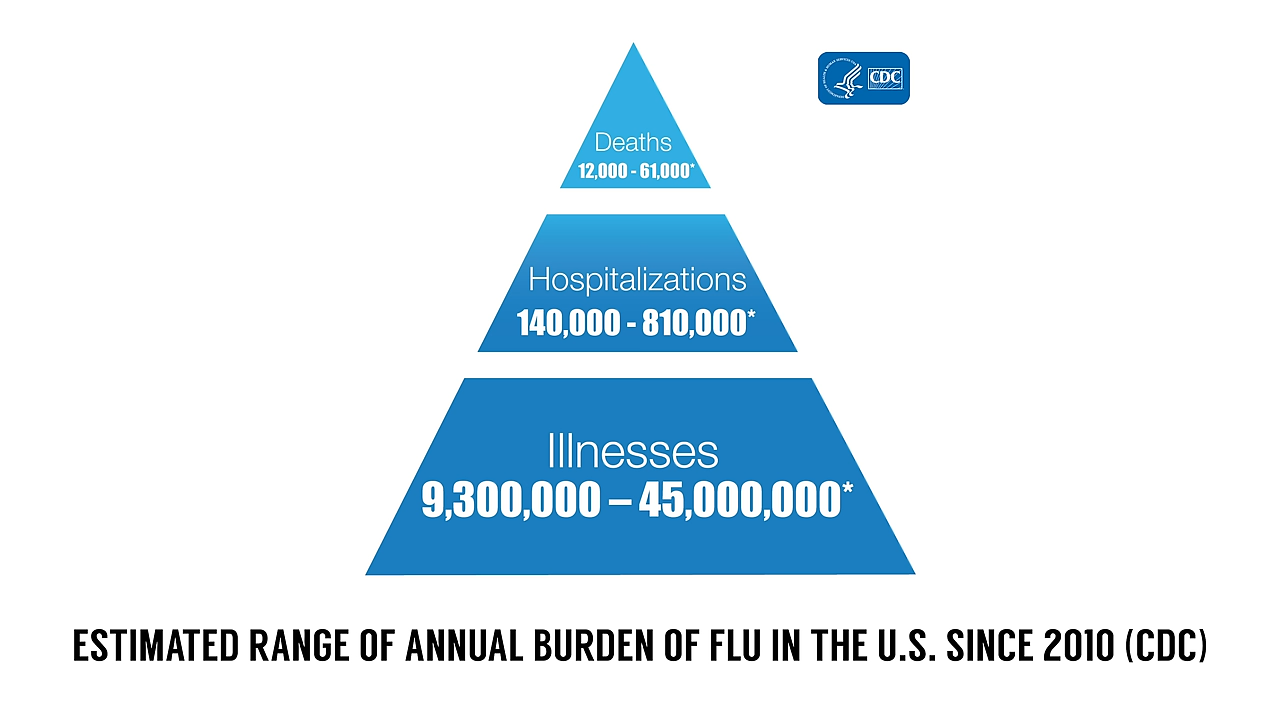 Deaths
12,000 - 61,000*
CDC
Hospitalizations
140,000 - 810,000*
Illnesses
9,300,000 – 45,000,000*
ESTIMATED RANGE OF ANNUAL BURDEN OF FLU IN THE U.S. SINCE 2010 (CDC)